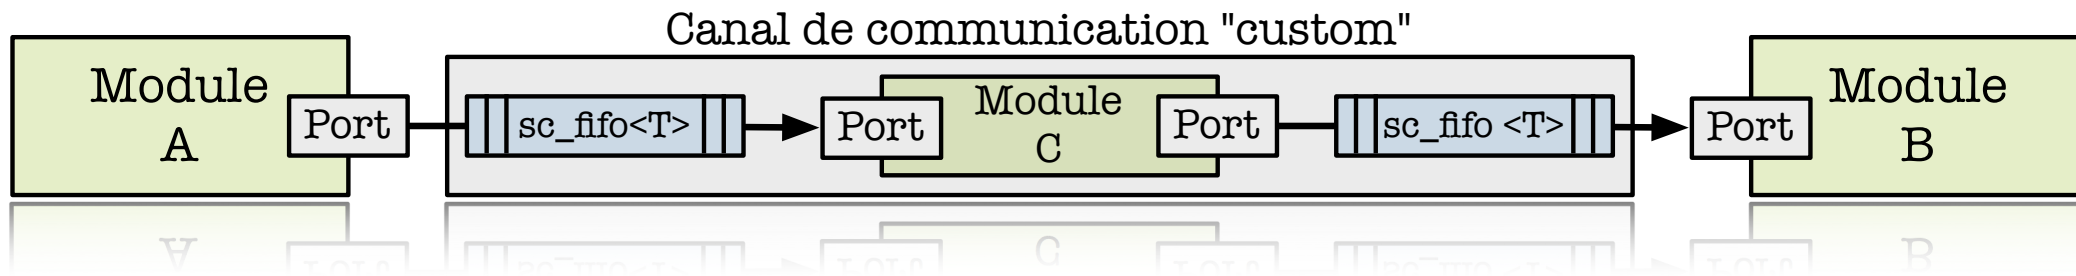 Canal de communication "custom"
Module
A
Port
sc_fifo<T>
Port
Module
C
Port
sc_fifo <T>
Port
Module
B